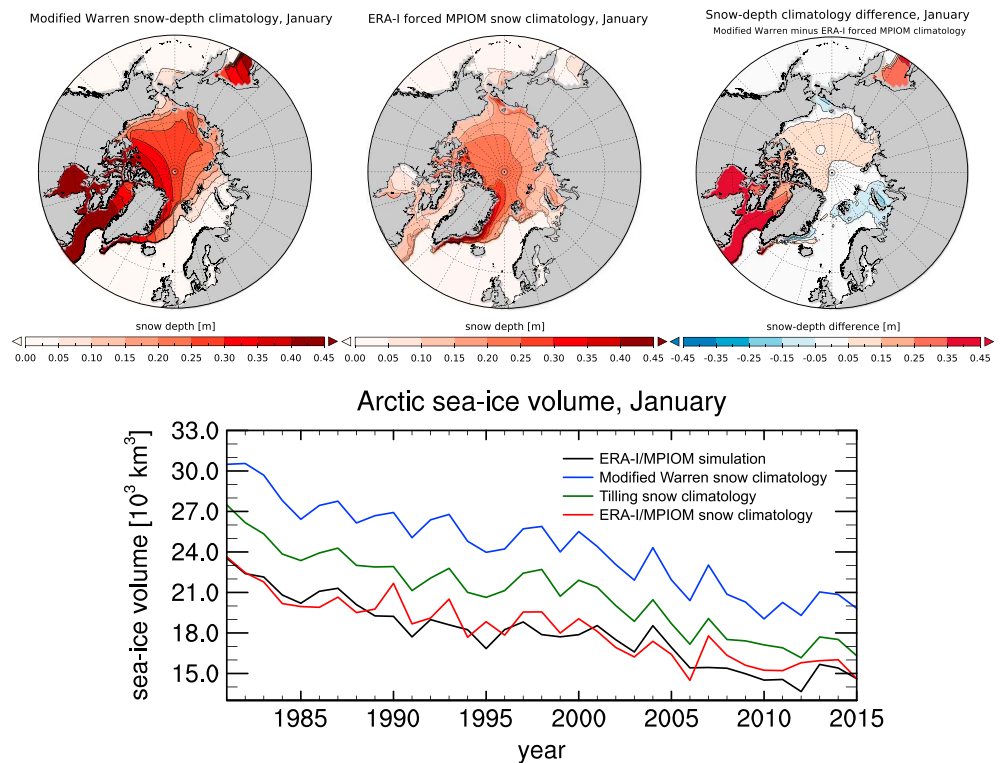 Modified Warren snow-depth climatology, January
ERA-I forced MPIOM snow climatology, January
Snow-depth climatology difference, January
Modified Warren minus ERA-I forced MPIOM climatology
snow depth [m]
0.00 0.05 0.10 0.15 0.20 0.25 0.30 0.35 0.40 0.45
snow depth [m]
0.00 0.05 0.10 0.15 0.20 0.25 0.30 0.35 0.40 0.45
snow-depth difference [m]
-0.45 -0.35 -0.25 -0.15 -0.05 0.05 0.15 0.25 0.35 0.45
Arctic sea-ice volume, January
sea-ice volume [10³ km³]
33.0
30.0
27.0
24.0
21.0
18.0
15.0
ERA-I/MPIOM simulation
Modified Warren snow climatology
Tilling snow climatology
ERA-I/MPIOM snow climatology
1985 1990 1995 2000 2005 2010 2015
year